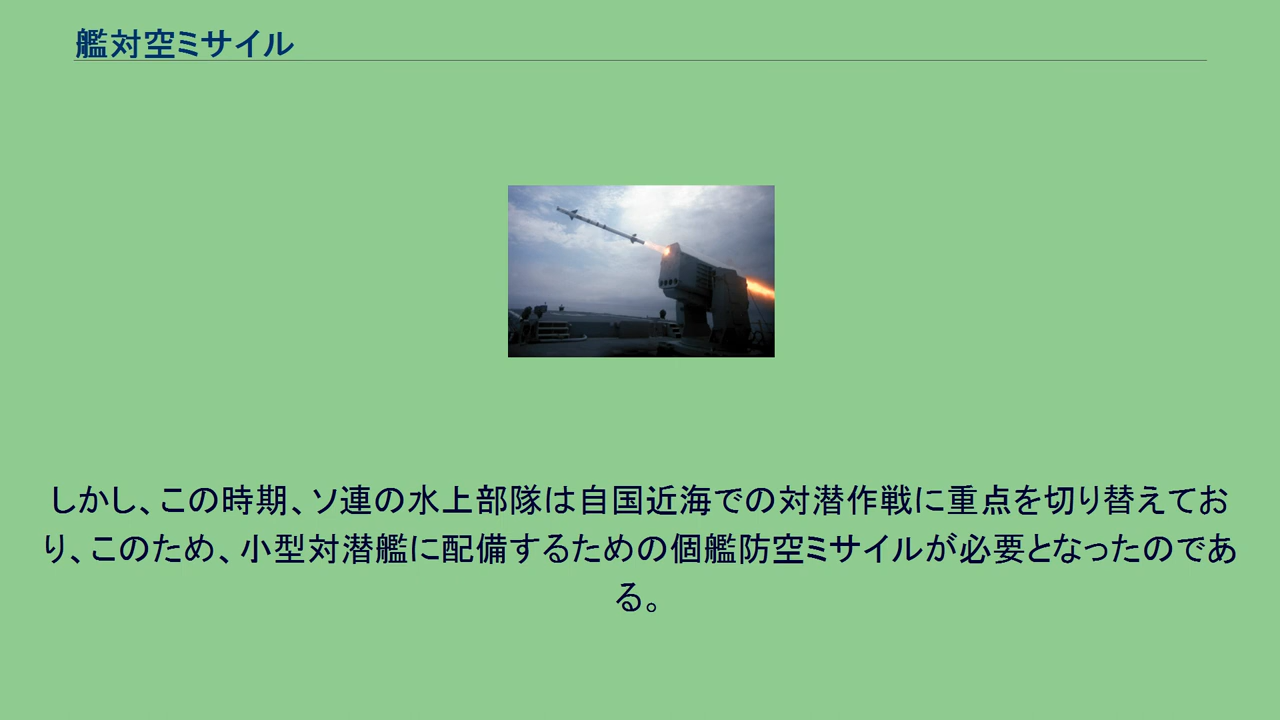 艦対空ミサイル
しかし、この時期、ソ連の水上部隊は自国近海での対潜作戦に重点を切り替えてお
り、このため、小型対潜艦に配備するための個艦防空ミサイルが必要となったのであ
る。